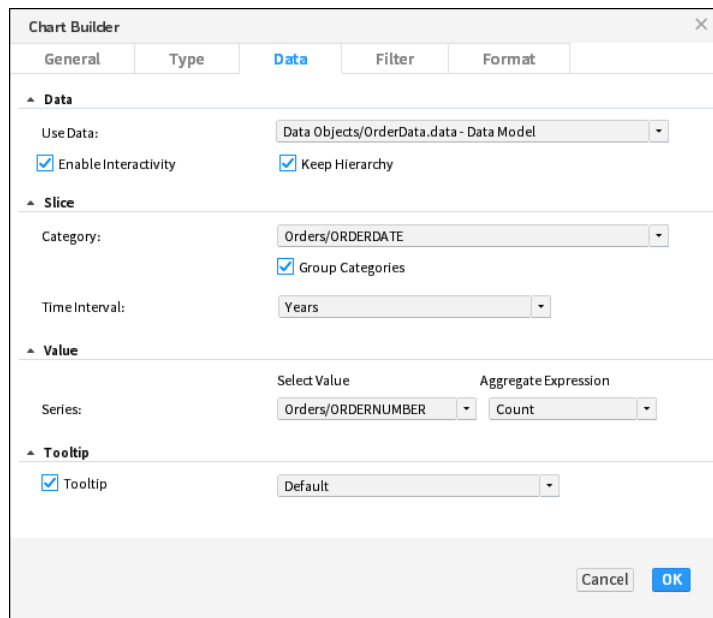 Chart Builder
General Type Data Filter Format
Data
Use Data: Data Objects/OrderData.data - Data Model
Enable Interactivity Keep Hierarchy
Slice
Category: Orders/ORDERDATE
Group Categories
Time Interval: Years
Value
Select Value Aggregate Expression
Series: Orders/ORDERNUMBER Count
Tooltip
Tooltip Default
Cancel OK